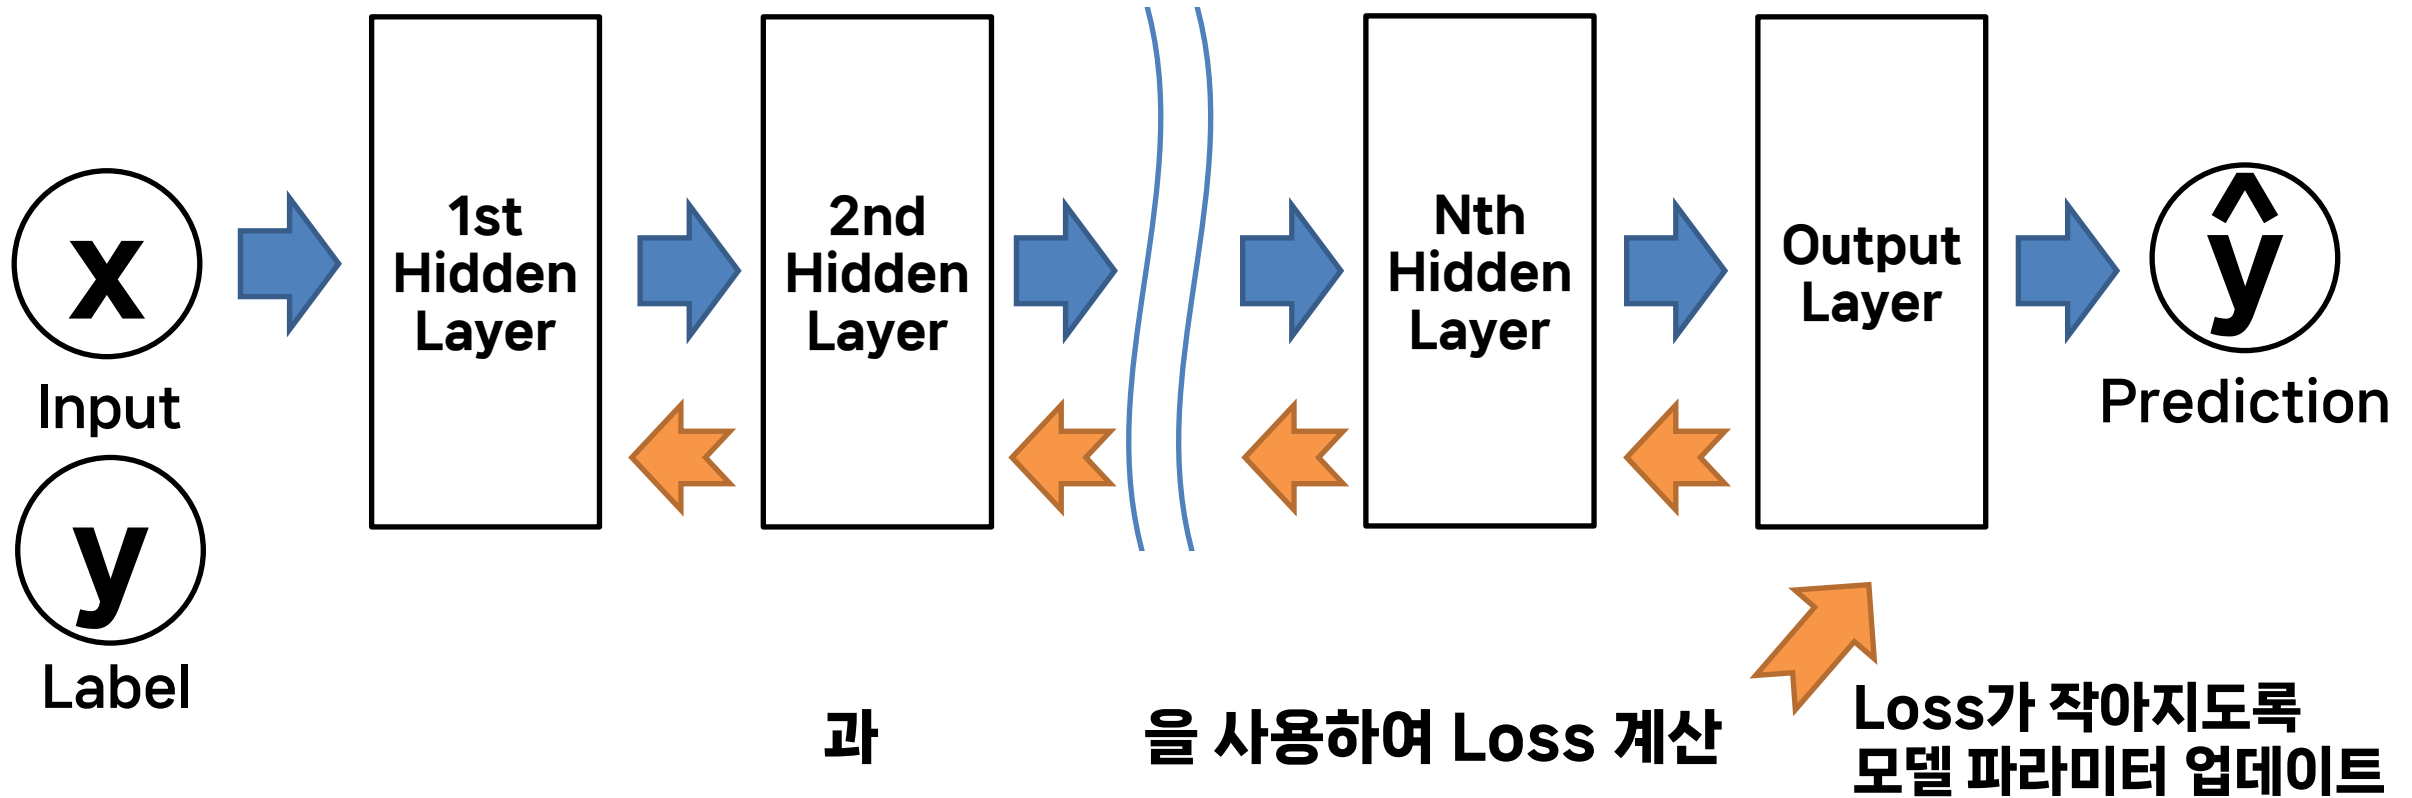 x
Input
y
Label
1st
Hidden
Layer
2nd
Hidden
Layer
Nth
Hidden
Layer
Output
Layer
ŷ
Prediction
과 을 사용하여 Loss 계산
Loss가 작아지도록
모델 파라미터 업데이트